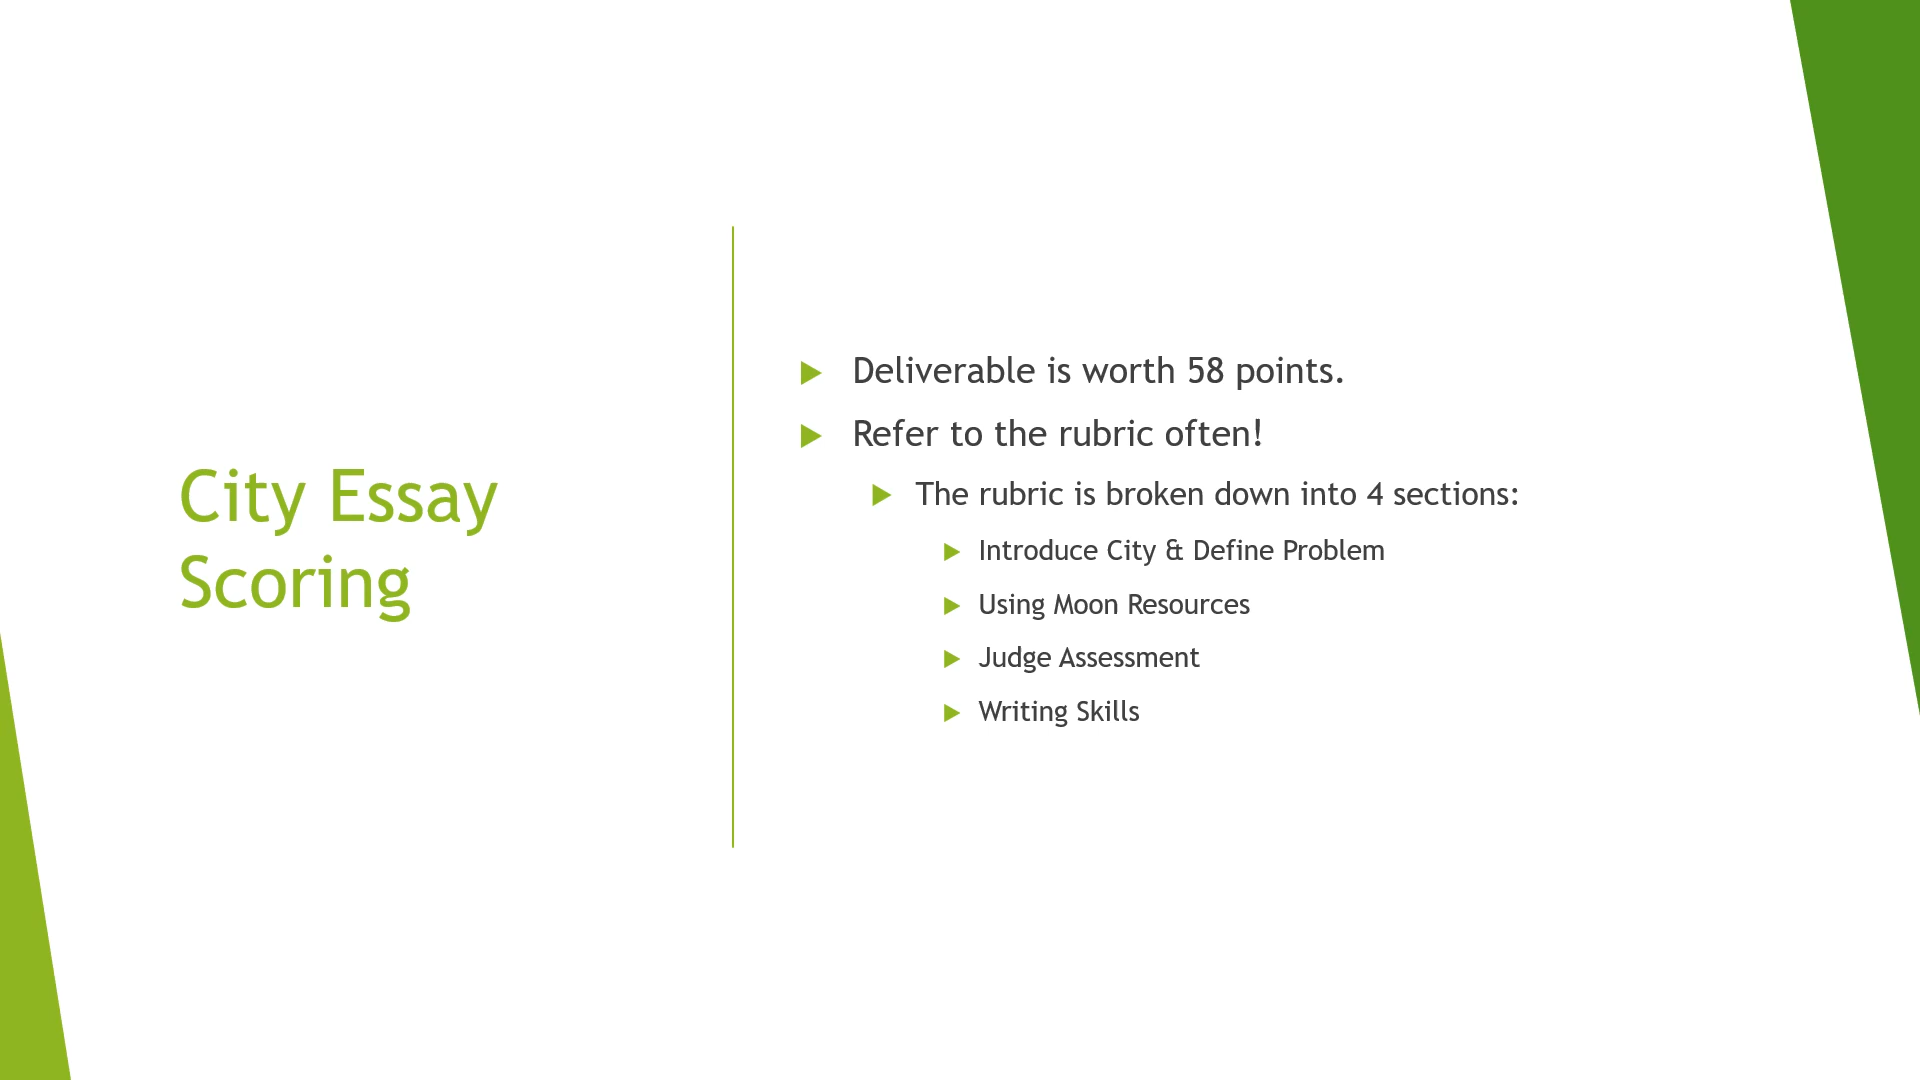 City Essay
Scoring
Deliverable is worth 58 points.
Refer to the rubric often!
The rubric is broken down into 4 sections:
Introduce City & Define Problem
Using Moon Resources
Judge Assessment
Writing Skills